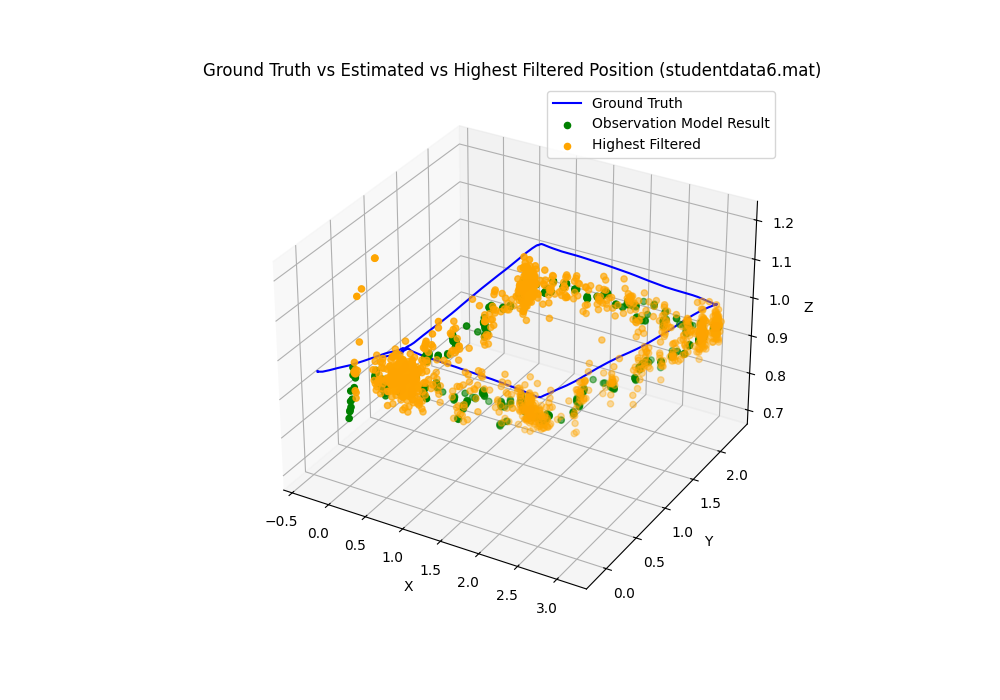 Ground Truth vs Estimated vs Highest Filtered Position (studentdata6.mat)
Ground Truth
Observation Model Result
Highest Filtered
1.2
1.1
1.0
0.9
0.8
0.7
Z
2.0
1.5
1.0
0.5
0.0
Y
−0.5
0.0
0.5
1.0
1.5
2.0
2.5
3.0
X